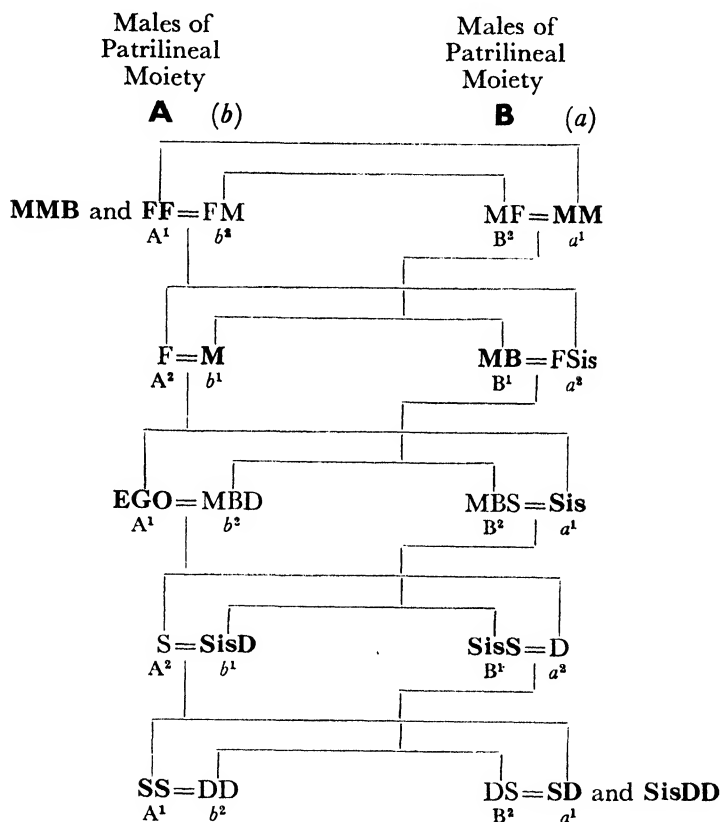 Males of Patrilineal Moiety
A (b)
Males of Patrilineal Moiety
B (a)
MMB and FF=FM MF=MM
A¹ b² B² a¹
F=M MB=FSis
A² b¹ B¹ a²
EGO=MBD MBS=Sis
A¹ b² B² a¹
S=SisD SisS=D
A² b¹ B¹ a²
SS=DD DS=SD and SisDD
A¹ b² B² a¹